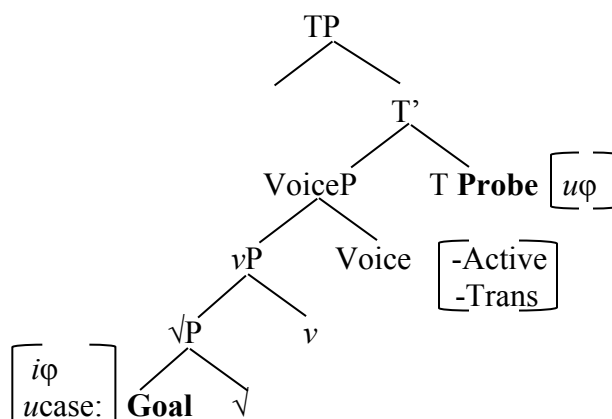 TP
T’
VoiceP T Probe uφ
vP Voice -Active
-Trans
√P v
iφ
ucase: Goal √